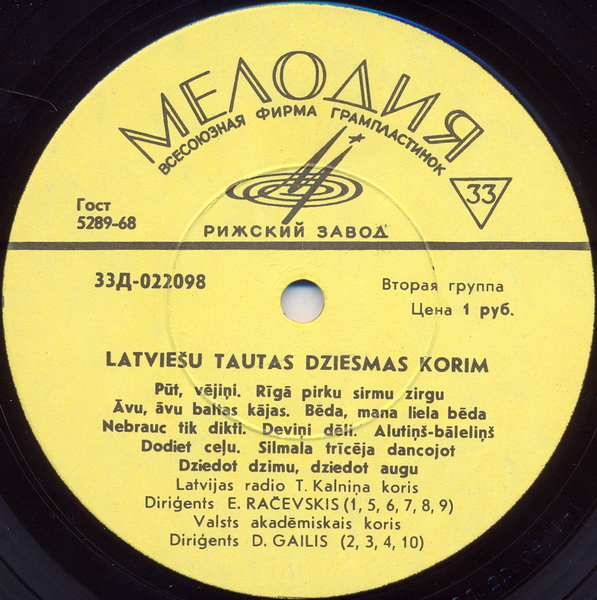 МЕЛОДИЯ
ВСЕСОЮЗНАЯ ФИРМА ГРАМПЛАСТИНОК
33
Гост
5289-68
РИЖСКИЙ ЗАВОД
33Д-022098
Вторая группа
Цена 1 руб.
LATVIEŠU TAUTAS DZIESMAS KORIM
Pūt, vējiņi. Rīgā pirku sirmu zirgu
Āvu, āvu baltas kājas. Bēda, mana liela bēda
Nebrauc tik dikti. Deviņi dēli. Alutiņš-bāleliņš
Dodiet ceļu. Silmala trīcēja dancojot
Dziedot dzimu, dziedot augu
Latvijas radio T. Kalniņa koris
Diriģents E. RAČEVSKIS (1, 5, 6, 7, 8, 9)
Valsts akadēmiskais koris
Diriģents D. GAILIS (2, 3, 4, 10)